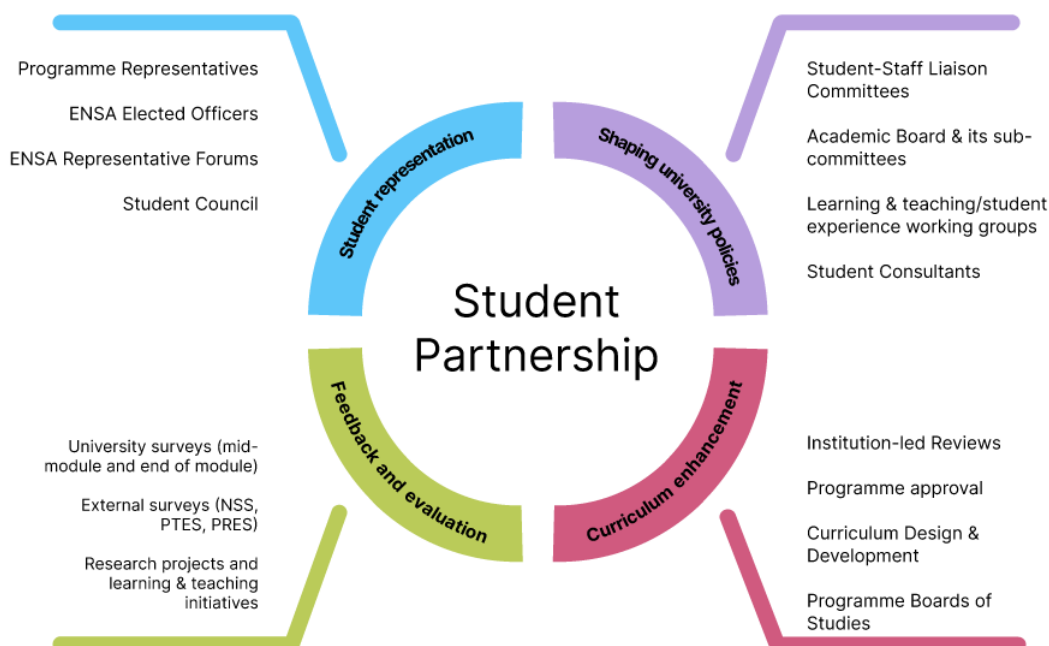 Programme Representatives
ENSA Elected Officers
ENSA Representative Forums
Student Council
Student representation
Shaping university policies
Student-Staff Liaison
Committees
Academic Board & its sub-
committees
Learning & teaching/student
experience working groups
Student Consultants
Student
Partnership
University surveys (mid-
module and end of module)
External surveys (NSS,
PTES, PRES)
Research projects and
learning & teaching
initiatives
Feedback and evaluation
Curriculum enhancement
Institution-led Reviews
Programme approval
Curriculum Design &
Development
Programme Boards of
Studies